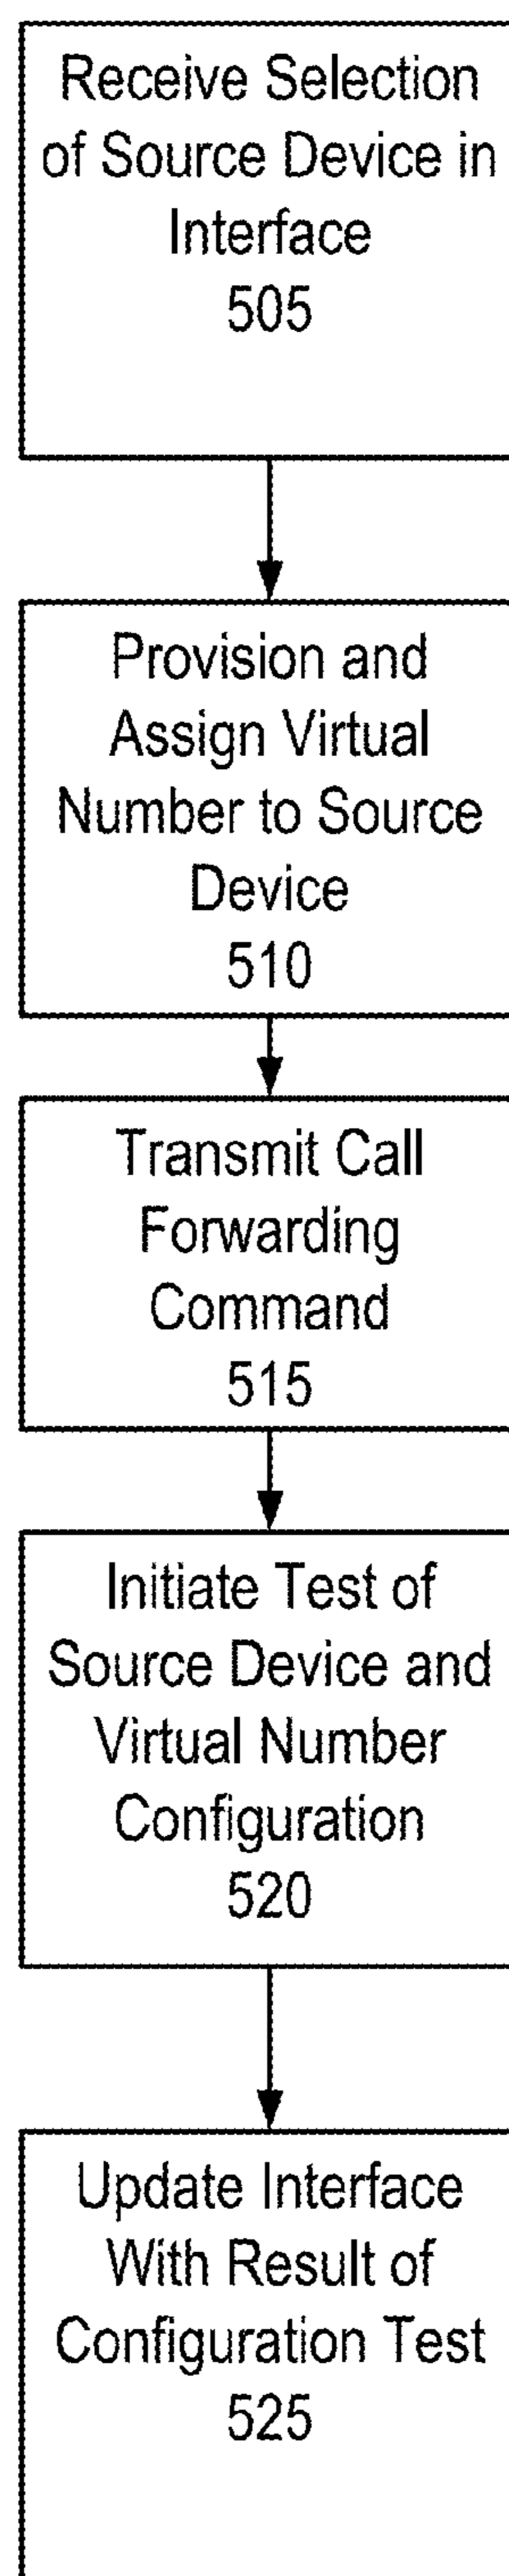 Receive Selection
of Source Device in
Interface
505
Provision and
Assign Virtual
Number to Source
Device
510
Transmit Call
Forwarding
Command
515
Initiate Test of
Source Device and
Virtual Number
Configuration
520
Update Interface
With Result of
Configuration Test
525